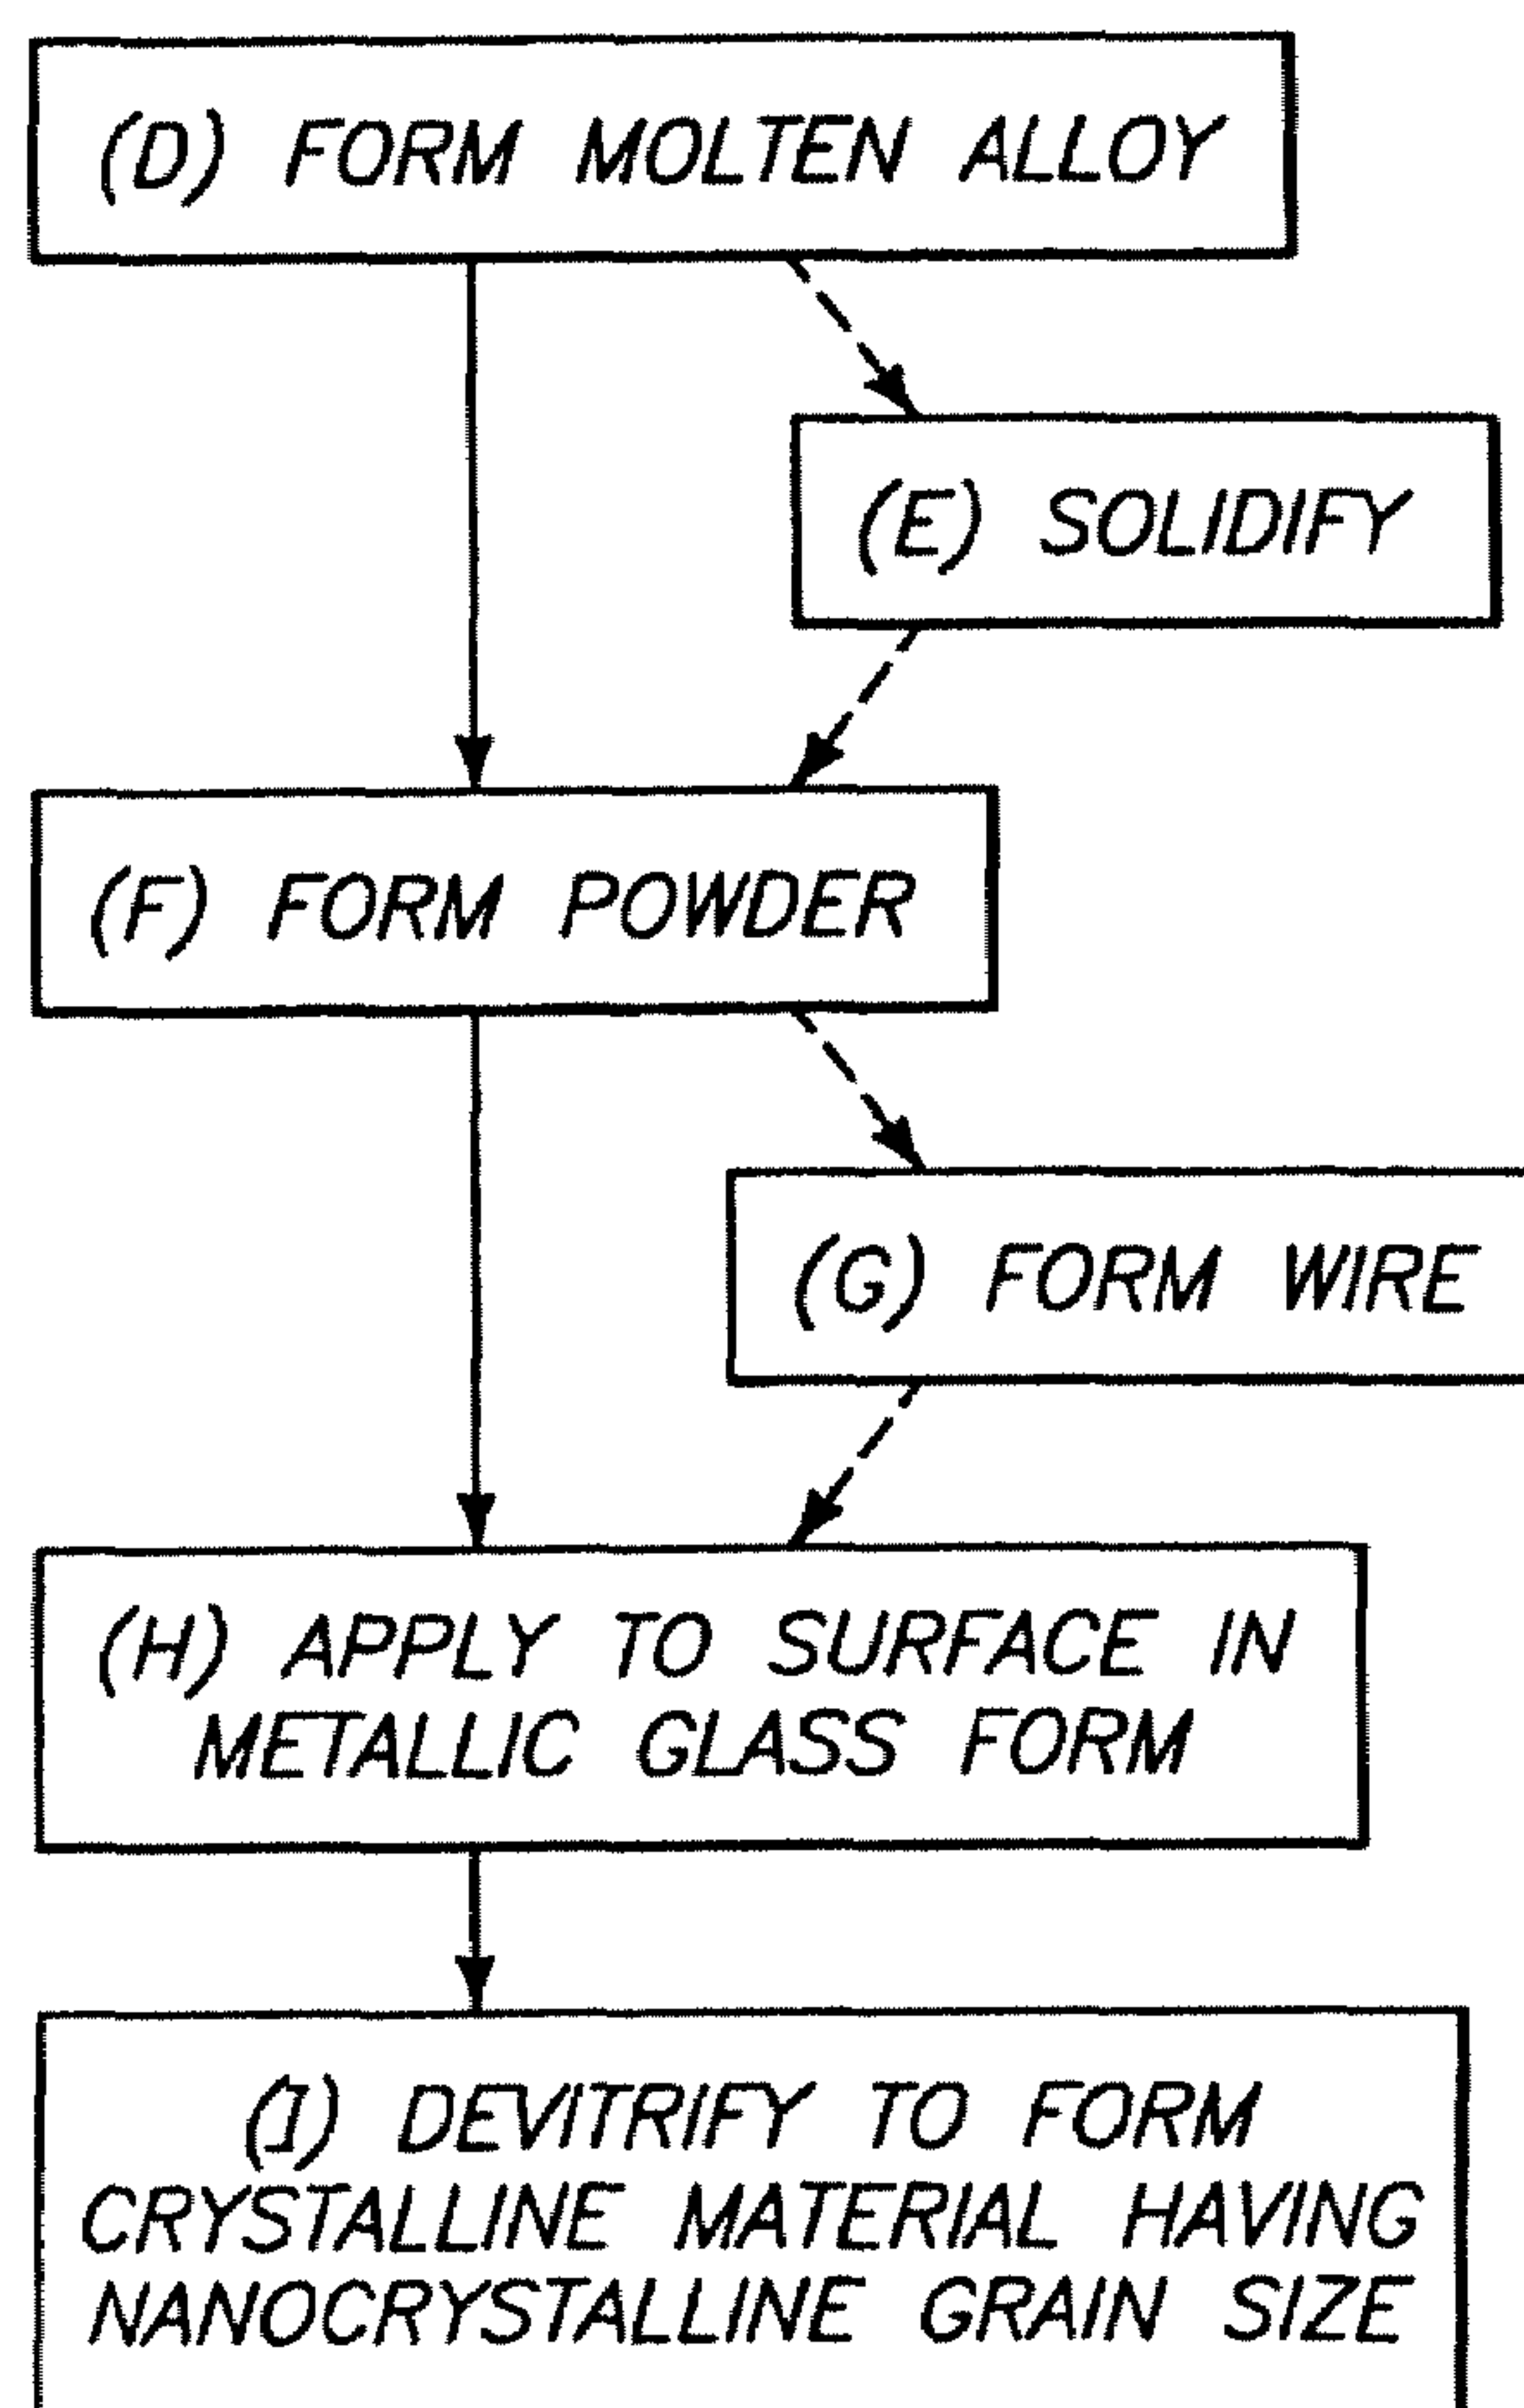 (D) FORM MOLTEN ALLOY
(E) SOLIDIFY
(F) FORM POWDER
(G) FORM WIRE
(H) APPLY TO SURFACE IN
METALLIC GLASS FORM
(I) DEVITRIFY TO FORM
CRYSTALLINE MATERIAL HAVING
NANOCRYSTALLINE GRAIN SIZE